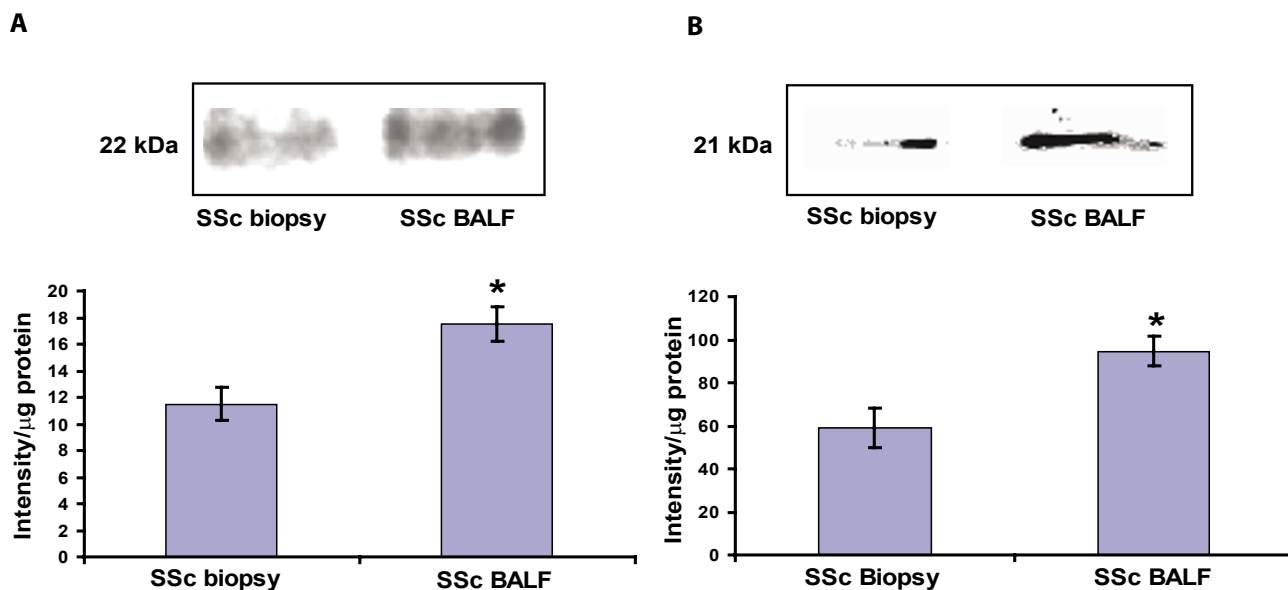 A
22 kDa
SSc biopsy SSc BALF
Intensity/µg protein
20
18
16
14
12
10
8
6
4
2
0
*
SSc biopsy SSc BALF
B
21 kDa
SSc biopsy SSc BALF
Intensity/µg protein
120
100
80
60
40
20
0
*
SSc Biopsy SSc BALF